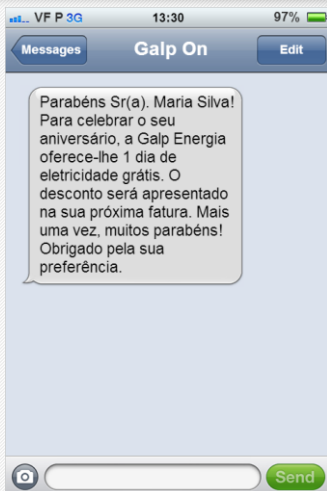 VF P 3G 13:30 97%
Messages Galp On Edit
Parabéns Sr(a). Maria Silva!
Para celebrar o seu
aniversário, a Galp Energia
oferece-lhe 1 dia de
eletricidade grátis. O
desconto será apresentado
na sua próxima fatura. Mais
uma vez, muitos parabéns!
Obrigado pela sua
preferência.
Send